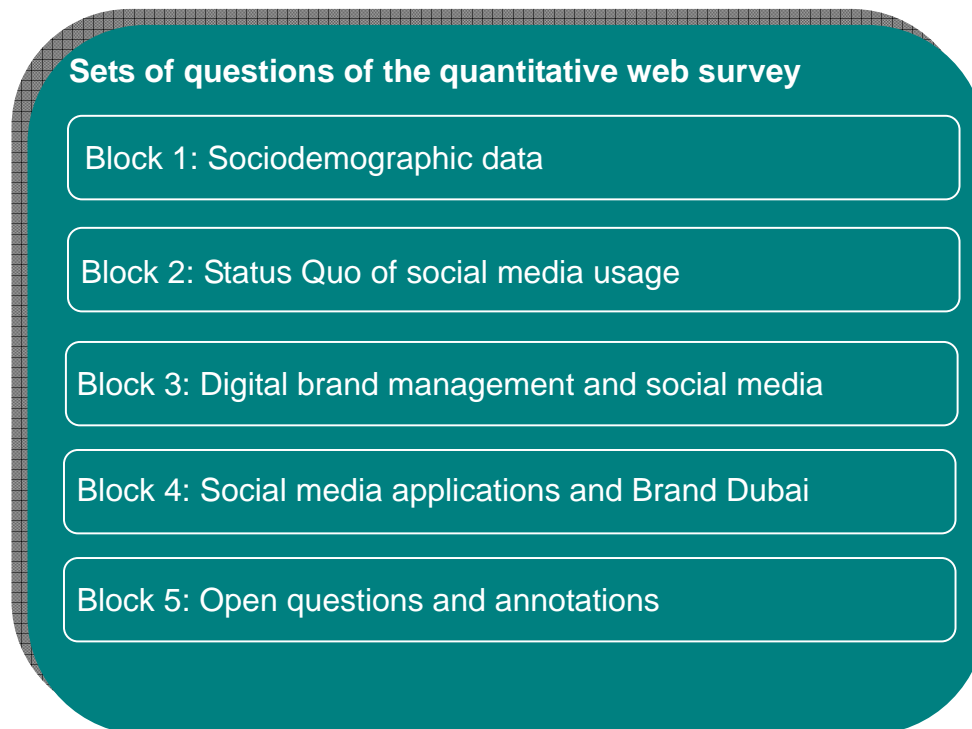 Sets of questions of the quantitative web survey
Block 1: Sociodemographic data
Block 2: Status Quo of social media usage
Block 3: Digital brand management and social media
Block 4: Social media applications and Brand Dubai
Block 5: Open questions and annotations